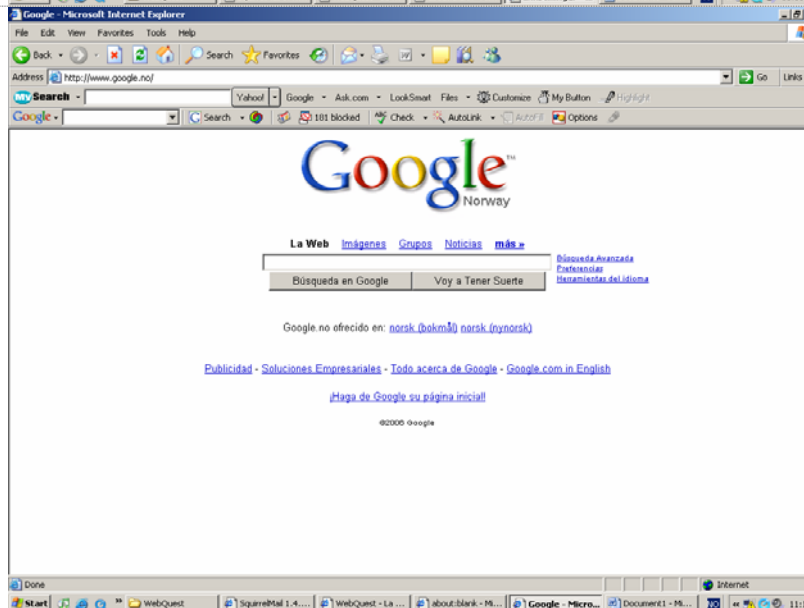 Google - Microsoft Internet Explorer
File Edit View Favorites Tools Help
Back Search Favorites
Address http://www.google.no/ Go Links
My Search - Yahoo! Google - Ask.com - LookSmart Files - Customize My Button Highlight
Google - Search 181 blocked Check AutoLink AutoFill Options
Google™
Norway
La Web Imágenes Grupos Noticias más »
Búsqueda Avanzada
Preferencias
Herramientas del idioma
Búsqueda en Google Voy a Tener Suerte
Google.no ofrecido en: norsk (bokmål) norsk (nynorsk)
Publicidad - Soluciones Empresariales - Todo acerca de Google - Google.com in English
¡Haga de Google su página inicial!
©2006 Google
Done Internet
Start WebQuest SquirrelMail 1.4.... WebQuest - La ... about:blank - Mi... Google - Micro... Document1 - Mi... NO